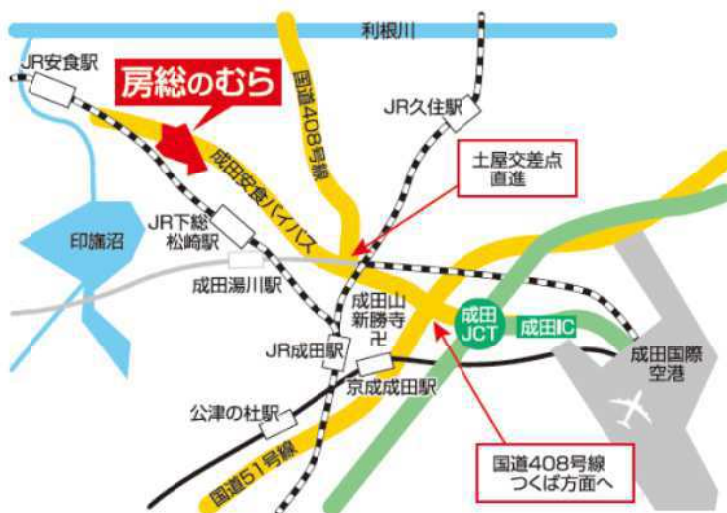 利根川
JR安食駅
房総のむら
国道408号線
JR久住駅
成田安食バイパス
土屋交差点
直進
JR下総
松崎駅
印旛沼
成田湯川駅
成田山
新勝寺
卍
成田
JCT
成田IC
JR成田駅
成田国際
空港
京成成田駅
公津の杜駅
国道51号線
国道408号線
つくば方面へ